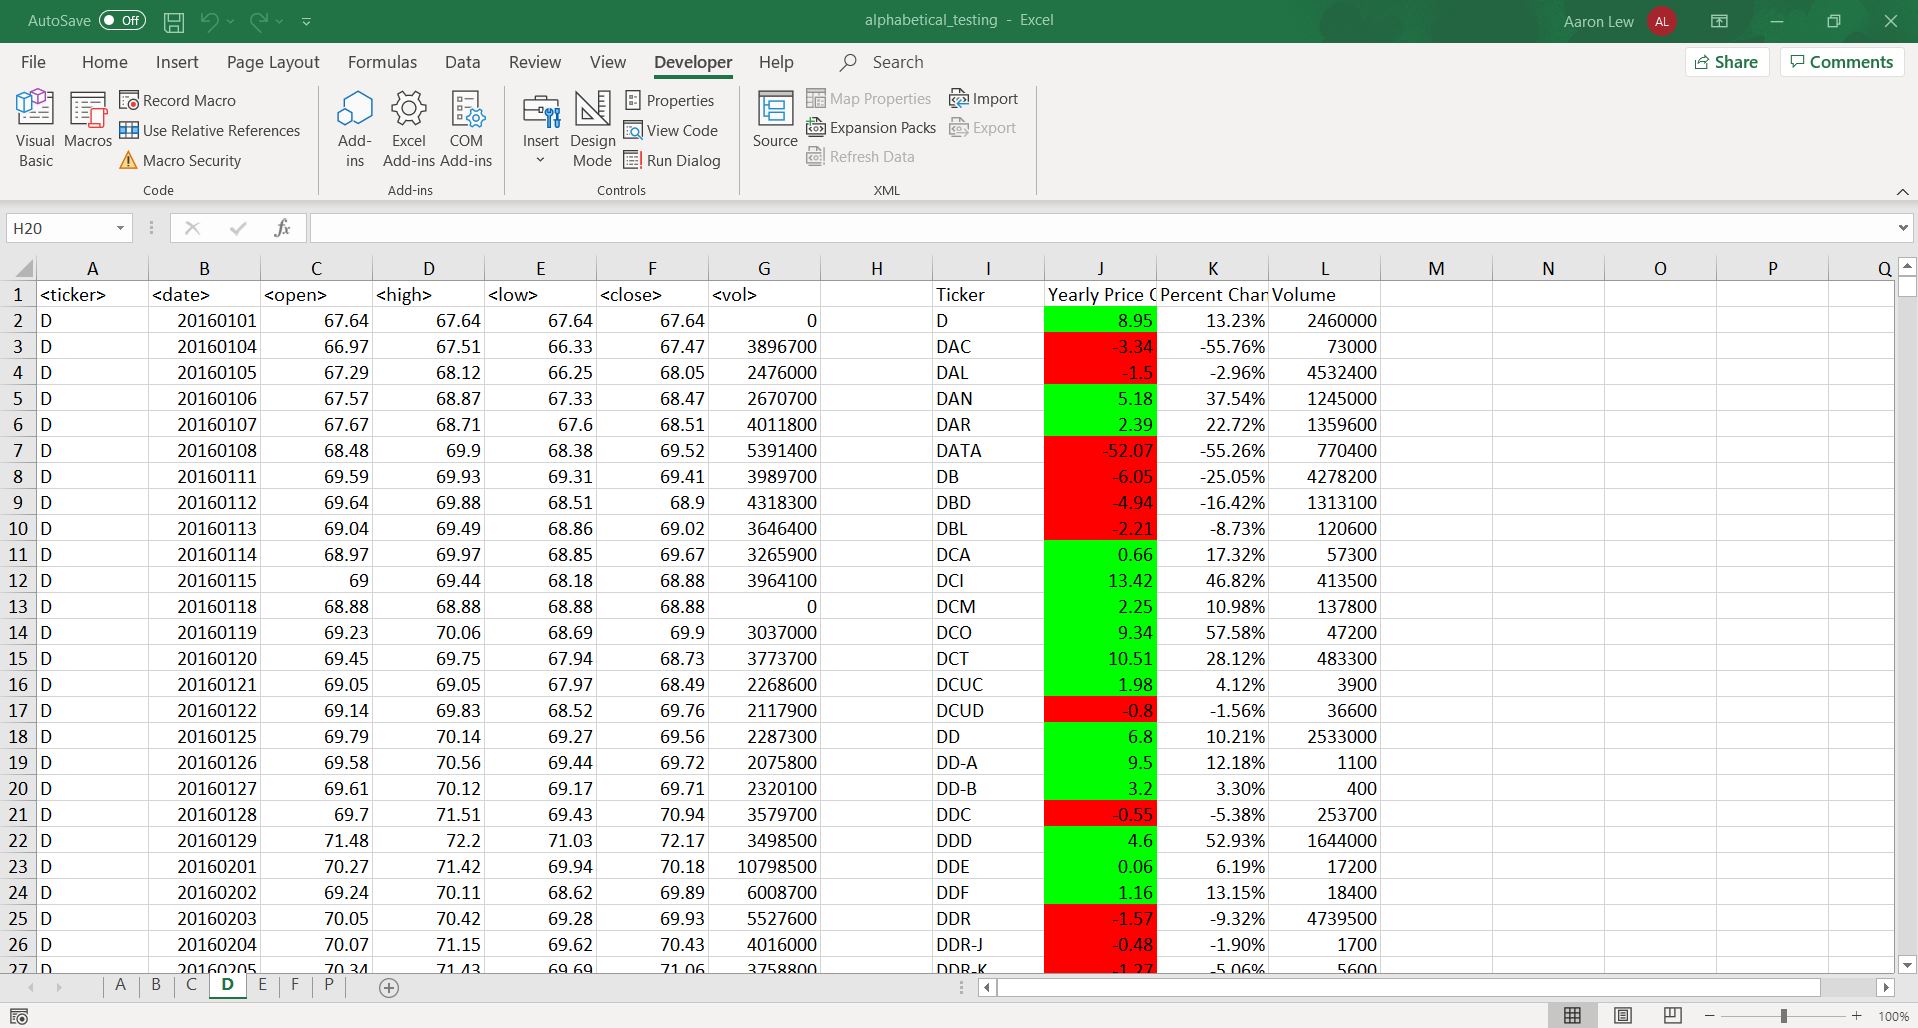 AutoSave Off
alphabetical_testing - Excel
Aaron Lew AL
File Home Insert Page Layout Formulas Data Review View Developer Help Search
Share Comments
Visual Basic
Macros
Record Macro
Use Relative References
Macro Security
Code
Add-ins
Excel Add-ins
COM Add-ins
Add-ins
Insert
Design Mode
Properties
View Code
Run Dialog
Controls
Source
Map Properties
Expansion Packs
Refresh Data
Import
Export
XML
H20 fx
A B C D E F G H I J K L M N O P Q
1 <ticker> <date> <open> <high> <low> <close> <vol> Ticker Yearly Price C Percent Chan Volume
2 D 20160101 67.64 67.64 67.64 67.64 0 D 8.95 13.23% 2460000
3 D 20160104 66.97 67.51 66.33 67.47 3896700 DAC -3.34 -55.76% 73000
4 D 20160105 67.29 68.12 66.25 68.05 2476000 DAL -1.5 -2.96% 4532400
5 D 20160106 67.57 68.87 67.33 68.47 2670700 DAN 5.18 37.54% 1245000
6 D 20160107 67.67 68.71 67.6 68.51 4011800 DAR 2.39 22.72% 1359600
7 D 20160108 68.48 69.9 68.38 69.52 5391400 DATA -52.07 -55.26% 770400
8 D 20160111 69.59 69.93 69.31 69.41 3989700 DB -6.05 -25.05% 4278200
9 D 20160112 69.64 69.88 68.51 68.9 4318300 DBD -4.94 -16.42% 1313100
10 D 20160113 69.04 69.49 68.86 69.02 3646400 DBL -2.21 -8.73% 120600
11 D 20160114 68.97 69.97 68.85 69.67 3265900 DCA 0.66 17.32% 57300
12 D 20160115 69 69.44 68.18 68.88 3964100 DCI 13.42 46.82% 413500
13 D 20160118 68.88 68.88 68.88 68.88 0 DCM 2.25 10.98% 137800
14 D 20160119 69.23 70.06 68.69 69.9 3037000 DCO 9.34 57.58% 47200
15 D 20160120 69.45 69.75 67.94 68.73 3773700 DCT 10.51 28.12% 483300
16 D 20160121 69.05 69.05 67.97 68.49 2268600 DCUC 1.98 4.12% 3900
17 D 20160122 69.14 69.83 68.52 69.76 2117900 DCUD -0.8 -1.56% 36600
18 D 20160125 69.79 70.14 69.27 69.56 2287300 DD 6.8 10.21% 2533000
19 D 20160126 69.58 70.56 69.44 69.72 2075800 DD-A 9.5 12.18% 1100
20 D 20160127 69.61 70.12 69.17 69.71 2320100 DD-B 3.2 3.30% 400
21 D 20160128 69.7 71.51 69.43 70.94 3579700 DDC -0.55 -5.38% 253700
22 D 20160129 71.48 72.2 71.03 72.17 3498500 DDD 4.6 52.93% 1644000
23 D 20160201 70.27 71.42 69.94 70.18 10798500 DDE 0.06 6.19% 17200
24 D 20160202 69.24 70.11 68.62 69.89 6008700 DDF 1.16 13.15% 18400
25 D 20160203 70.05 70.42 69.28 69.93 5527600 DDR -1.57 -9.32% 4739500
26 D 20160204 70.07 71.15 69.62 70.43 4016000 DDR-J -0.48 -1.90% 1700
27 D 20160205 70.34 71.43 69.69 71.06 3758800 DDR-K -1.27 -5.06% 5600
A B C D E F P
100%